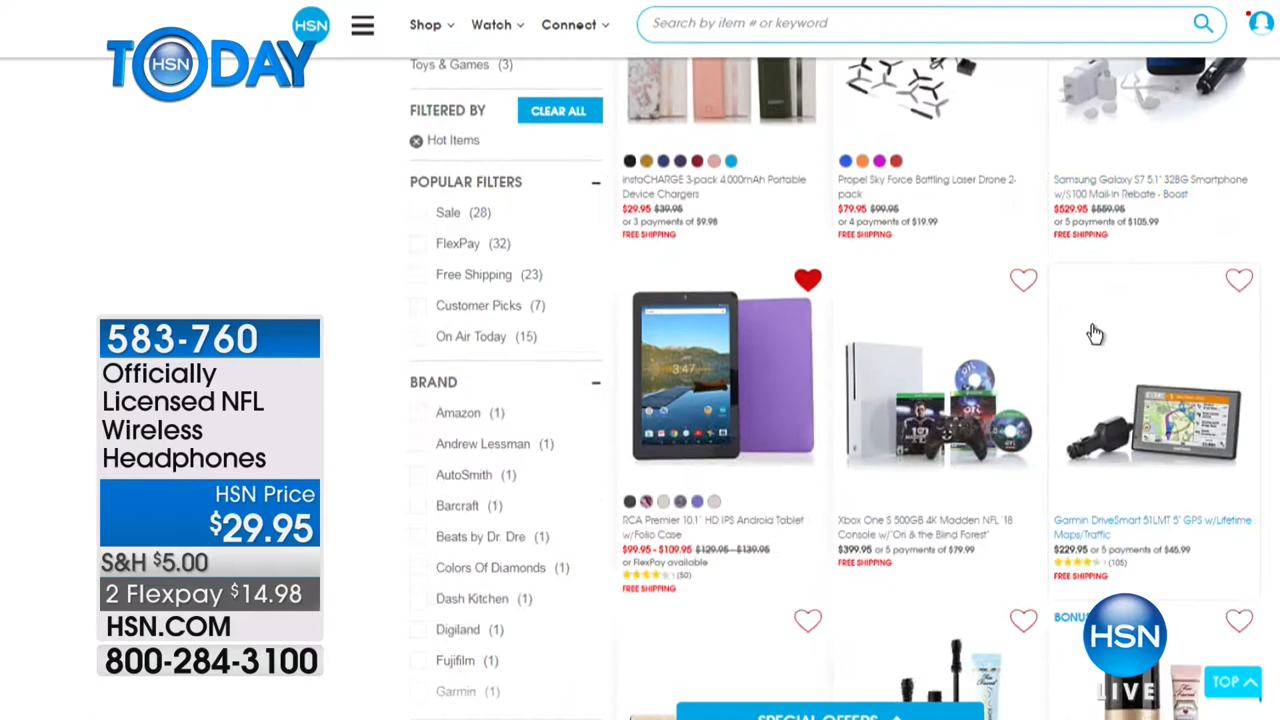 TODAY
HSN
HSN
Shop
Watch
Connect
Search by item # or keyword
Toys & Games (3)
FILTERED BY
CLEAR ALL
Hot Items
POPULAR FILTERS
Sale (28)
FlexPay (32)
Free Shipping (23)
Customer Picks (7)
On Air Today (15)
BRAND
Amazon (1)
Andrew Lessman (1)
AutoSmith (1)
Barcraft (1)
Beats by Dr. Dre (1)
Colors Of Diamonds (1)
Dash Kitchen (1)
Digiland (1)
Fujifilm (1)
Garmin (1)
instaCHARGE 3-pack 4,000mAh Portable
Device Chargers
$29.95 $39.95
or 3 payments of $9.98
FREE SHIPPING
Propel Sky Force Battling Laser Drone 2-
pack
$79.95 $99.95
or 4 payments of $19.99
FREE SHIPPING
Samsung Galaxy S7 5.1" 32BG Smartphone
w/$100 Mail-In Rebate - Boost
$529.95 $559.95
or 5 payments of $105.99
FREE SHIPPING
3:47
RCA Premier 10.1" HD IPS Android Tablet
w/Folio Case
$99.95 - $109.95 $129.95 - $139.95
or FlexPay available
(50)
FREE SHIPPING
Xbox One S 500GB 4K Madden NFL '18
Console w/"Ori & the Blind Forest"
$399.95 or 5 payments of $79.99
FREE SHIPPING
Garmin DriveSmart 51LMT 5" GPS w/Lifetime
Maps/Traffic
$229.95 or 5 payments of $45.99
(105)
FREE SHIPPING
BONUS
SPECIAL OFFERS
TOP
HSN
LIVE
583-760
Officially
Licensed NFL
Wireless
Headphones
HSN Price
$29.95
S&H $5.00
2 Flexpay $14.98
HSN.COM
800-284-3100